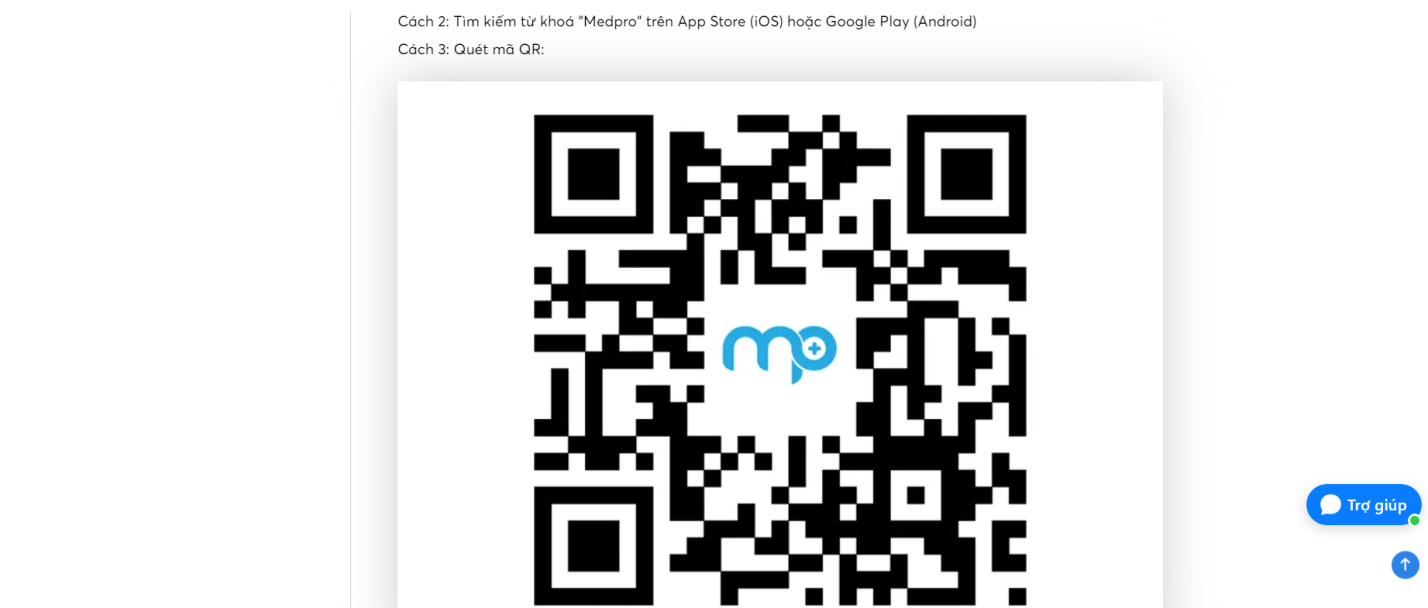 Cách 2: Tìm kiếm từ khoá "Medpro" trên App Store (iOS) hoặc Google Play (Android)
Cách 3: Quét mã QR:
mp
Trợ giúp